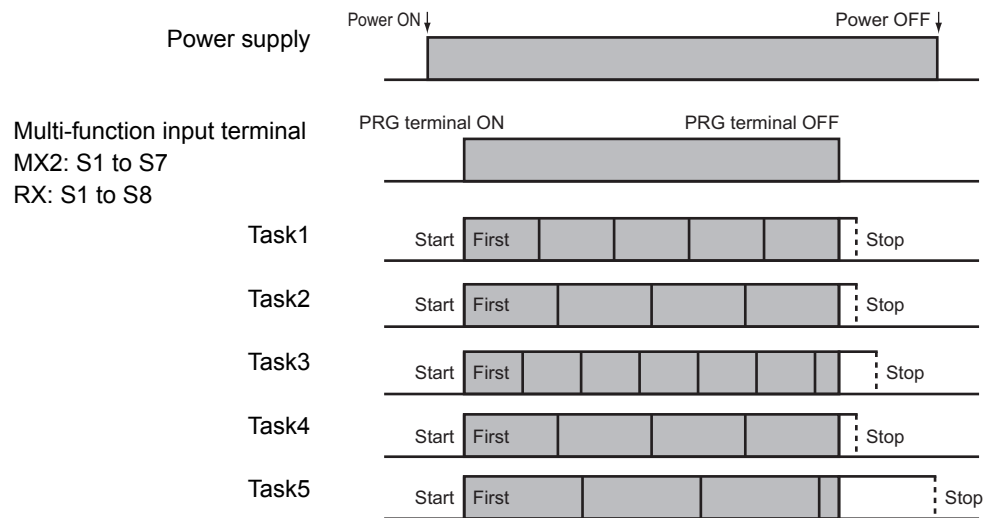 Power ON
Power OFF
Power supply
Multi-function input terminal
MX2: S1 to S7
RX: S1 to S8
PRG terminal ON
PRG terminal OFF
Task1
Start
First
Stop
Task2
Start
First
Stop
Task3
Start
First
Stop
Task4
Start
First
Stop
Task5
Start
First
Stop